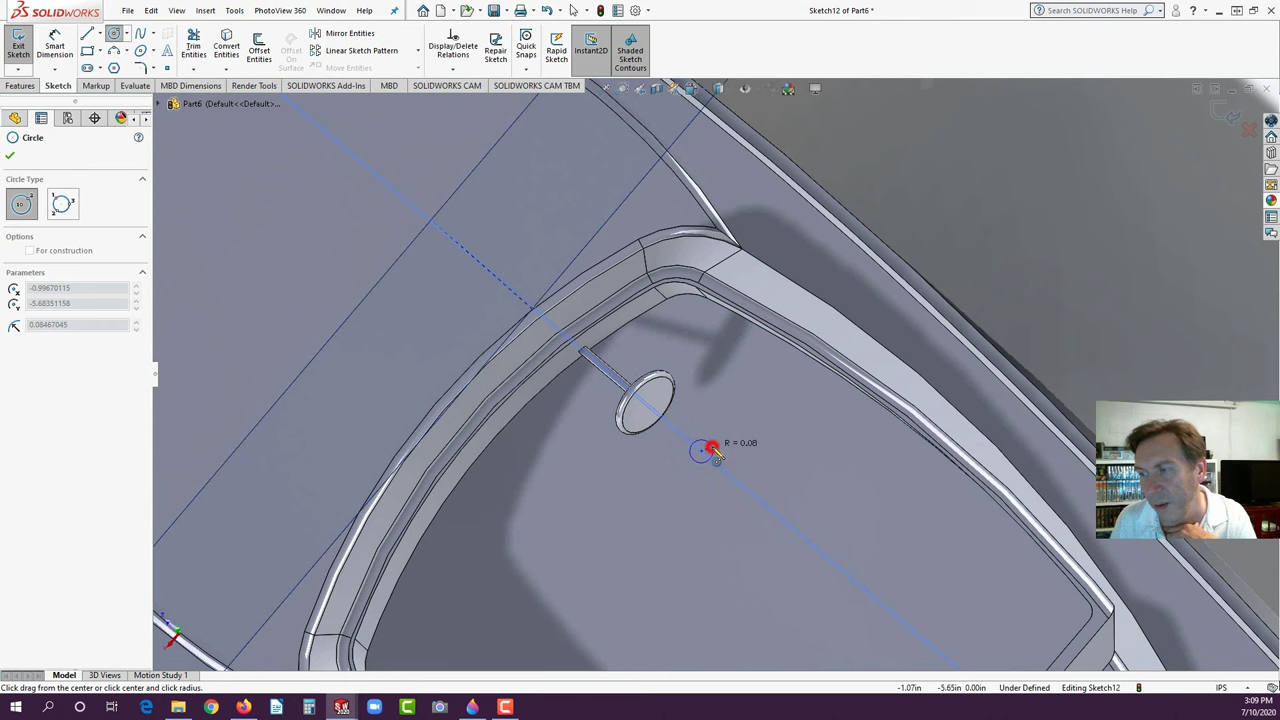 SOLIDWORKS File Edit View Insert Tools PhotoView 360 Window Help Sketch12 of Part6 * Search SOLIDWORKS Help
Exit Sketch Smart Dimension Trim Entities Convert Entities Offset Entities Offset On Surface Mirror Entities Linear Sketch Pattern Move Entities Display/Delete Relations Repair Sketch Quick Snaps Rapid Sketch Instant2D Shaded Sketch Contours
Features Sketch Markup Evaluate MBD Dimensions Render Tools SOLIDWORKS Add-Ins MBD SOLIDWORKS CAM SOLIDWORKS CAM TBM
Part6 (Default<<Default>...
Circle
Circle Type
Options
For construction
Parameters
-0.99670115
-5.68351158
0.08467045
R = 0.08
Model 3D Views Motion Study 1
Click drag from the center or click center and click radius. -1.07in -5.65in 0.00in Under Defined Editing Sketch12 IPS
3:09 PM
7/10/2020